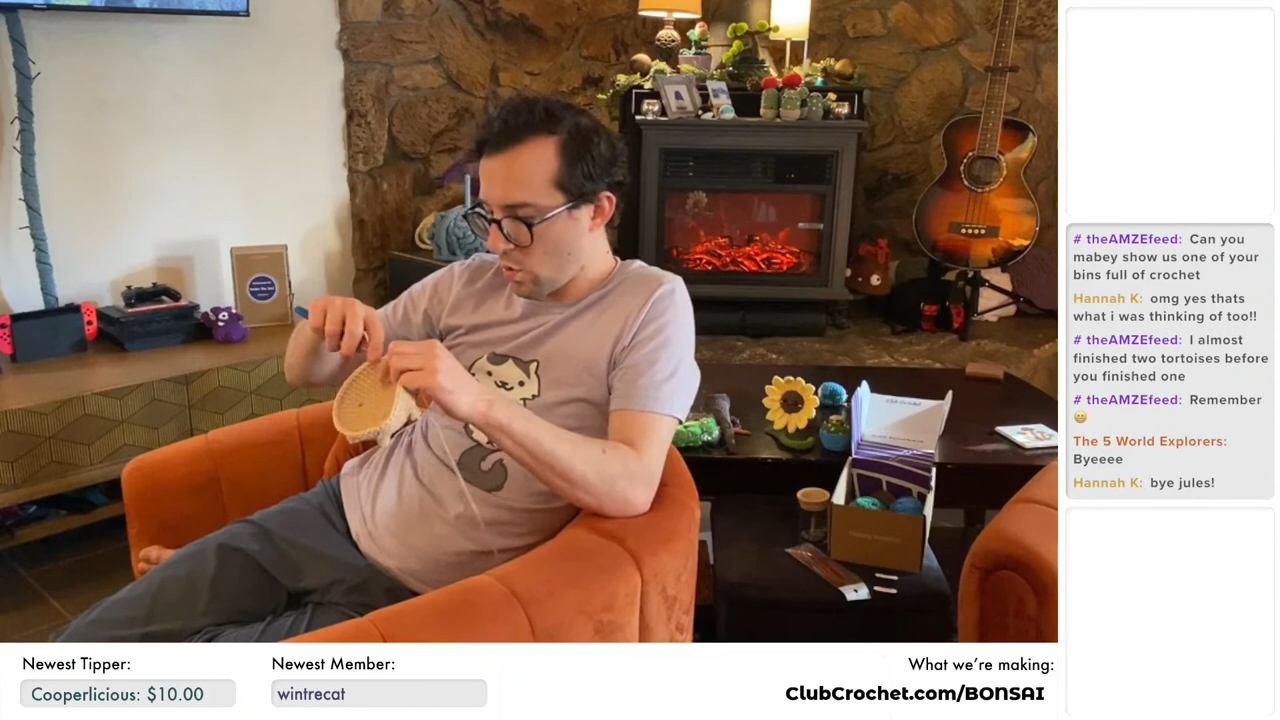 # theAMZEfeed: Can you
mabey show us one of your
bins full of crochet
Hannah K: omg yes thats
what i was thinking of too!!
# theAMZEfeed: I almost
finished two tortoises before
you finished one
# theAMZEfeed: Remember
😁
The 5 World Explorers:
Byeeee
Hannah K: bye jules!
Newest Tipper:
Cooperlicious: $10.00
Newest Member:
wintrecat
What we're making:
ClubCrochet.com/BONSAI